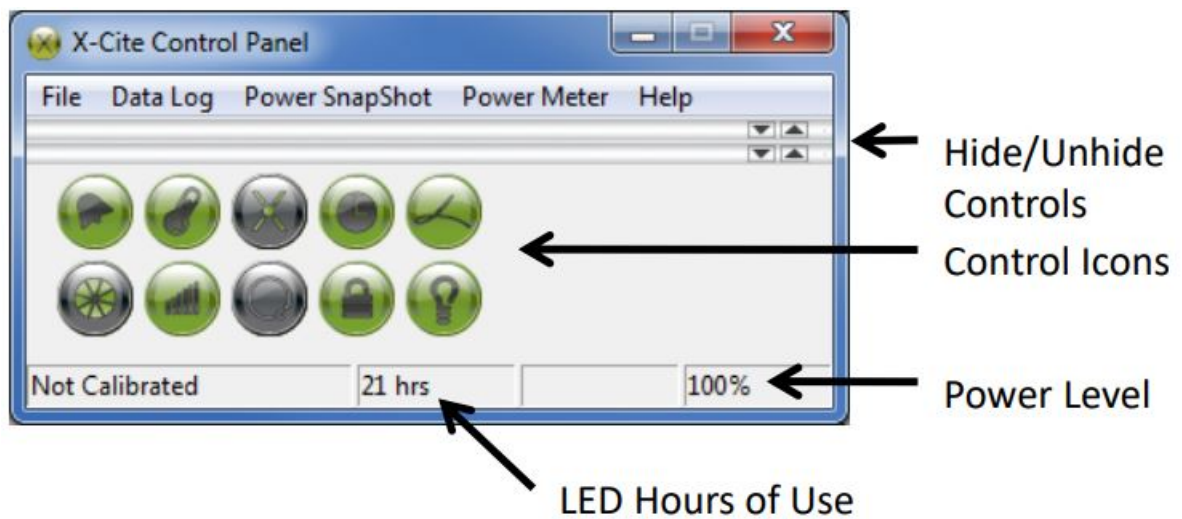 X-Cite Control Panel
File Data Log Power SnapShot Power Meter Help
Hide/Unhide
Controls
Control Icons
Not Calibrated 21 hrs 100%
Power Level
LED Hours of Use